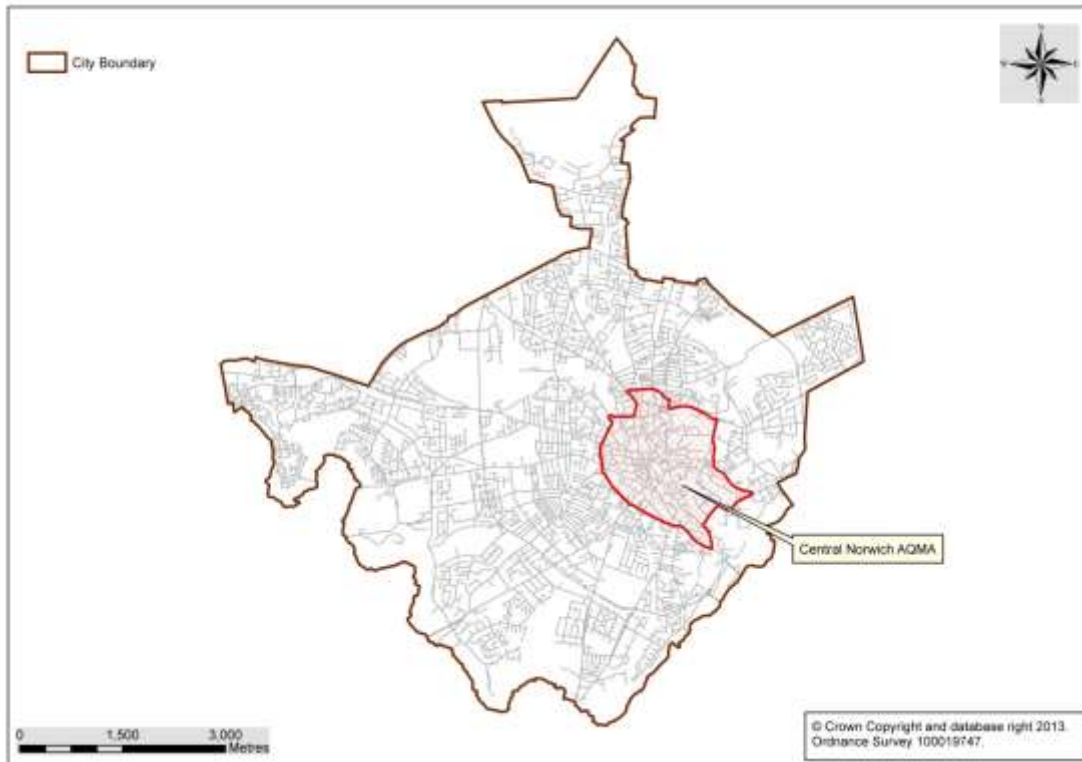 City Boundary
N
W
E
S
Central Norwich AQMA
0 1,500 3,000
Metres
© Crown Copyright and database right 2013.
Ordnance Survey 100019747.